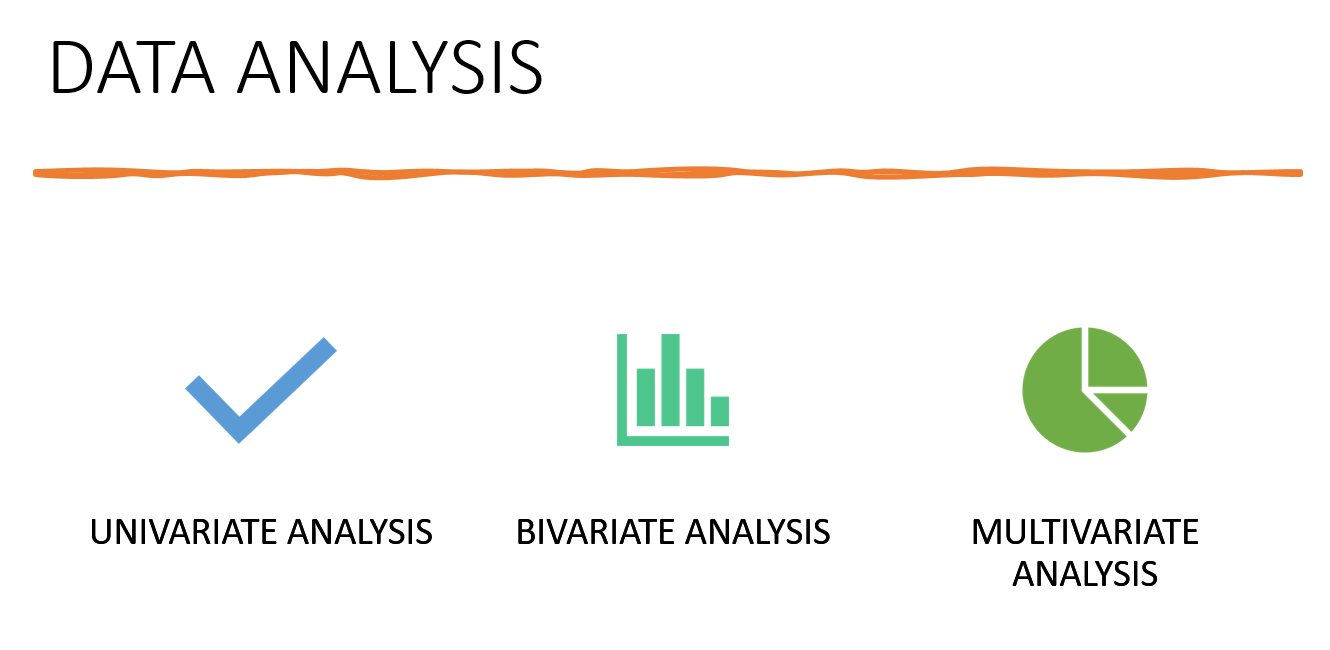 DATA ANALYSIS
UNIVARIATE ANALYSIS
BIVARIATE ANALYSIS
MULTIVARIATE
ANALYSIS